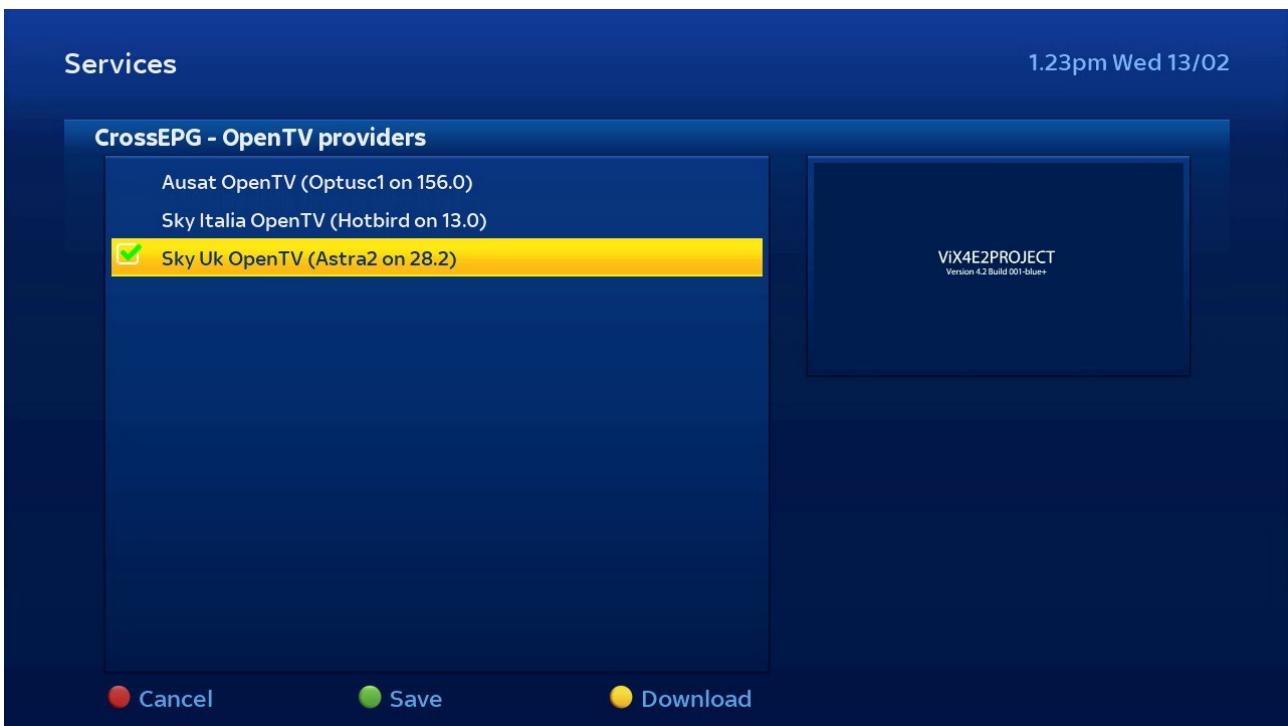 Services
1.23pm Wed 13/02
CrossEPG - OpenTV providers
Ausat OpenTV (Optusc1 on 156.0)
Sky Italia OpenTV (Hotbird on 13.0)
Sky Uk OpenTV (Astra2 on 28.2)
ViX4E2PROJECT
Version 4.2 Build 001-blue+
Cancel
Save
Download